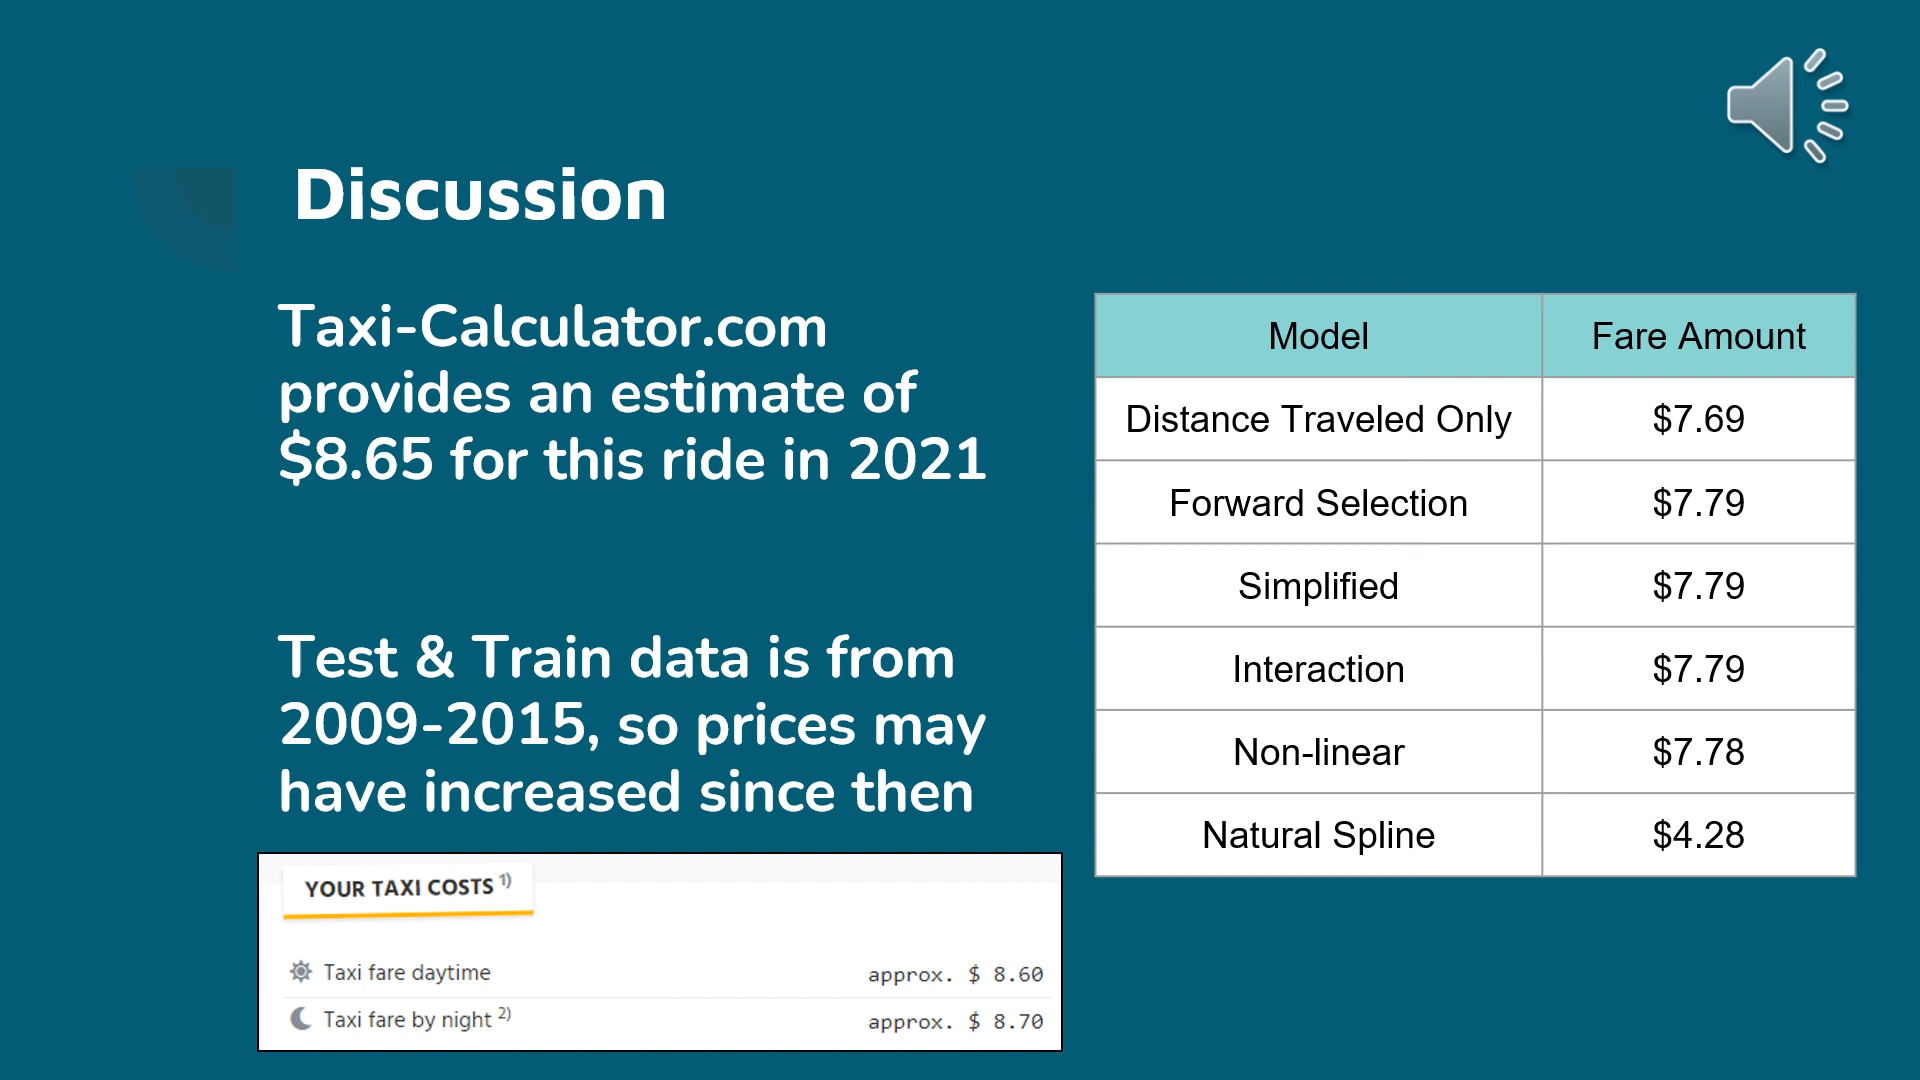 Discussion
Taxi-Calculator.com
provides an estimate of
$8.65 for this ride in 2021
Test & Train data is from
2009-2015, so prices may
have increased since then
YOUR TAXI COSTS 1)
Taxi fare daytime approx. $ 8.60
Taxi fare by night 2) approx. $ 8.70
Model Fare Amount
Distance Traveled Only $7.69
Forward Selection $7.79
Simplified $7.79
Interaction $7.79
Non-linear $7.78
Natural Spline $4.28